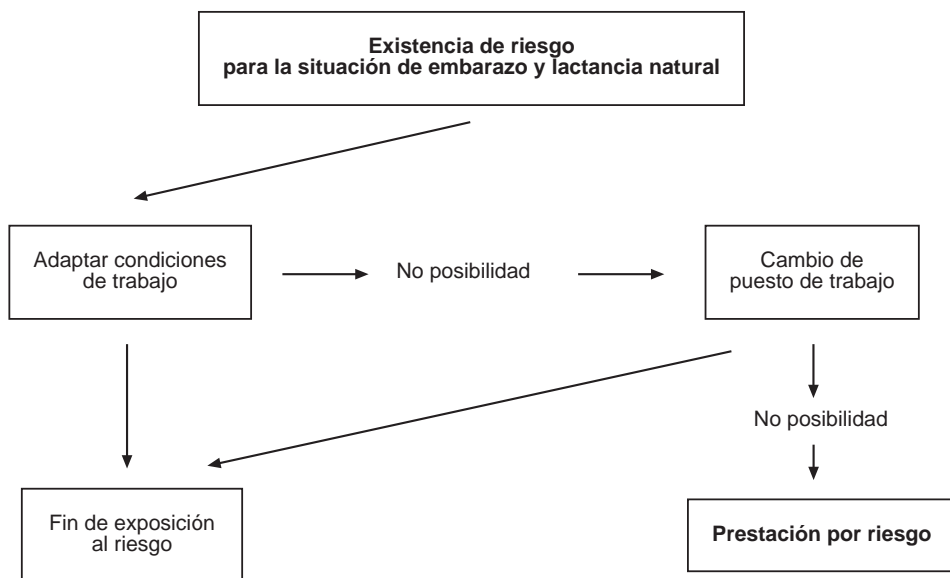 Existencia de riesgo
para la situación de embarazo y lactancia natural
Adaptar condiciones
de trabajo
No posibilidad
Cambio de
puesto de trabajo
No posibilidad
Fin de exposición
al riesgo
Prestación por riesgo